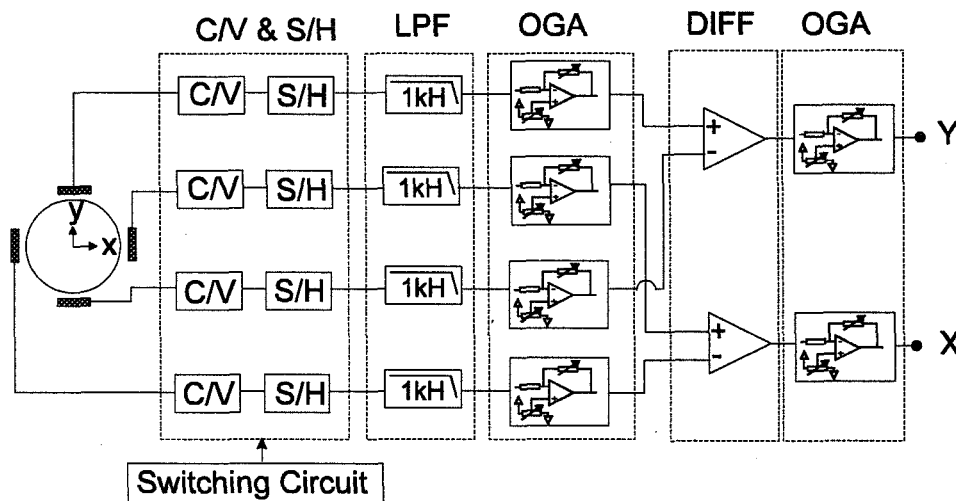 C/V & S/H LPF OGA DIFF OGA
C/V S/H 1kH + - Y
C/V S/H 1kH
y
x
C/V S/H 1kH
C/V S/H 1kH + - X
Switching Circuit